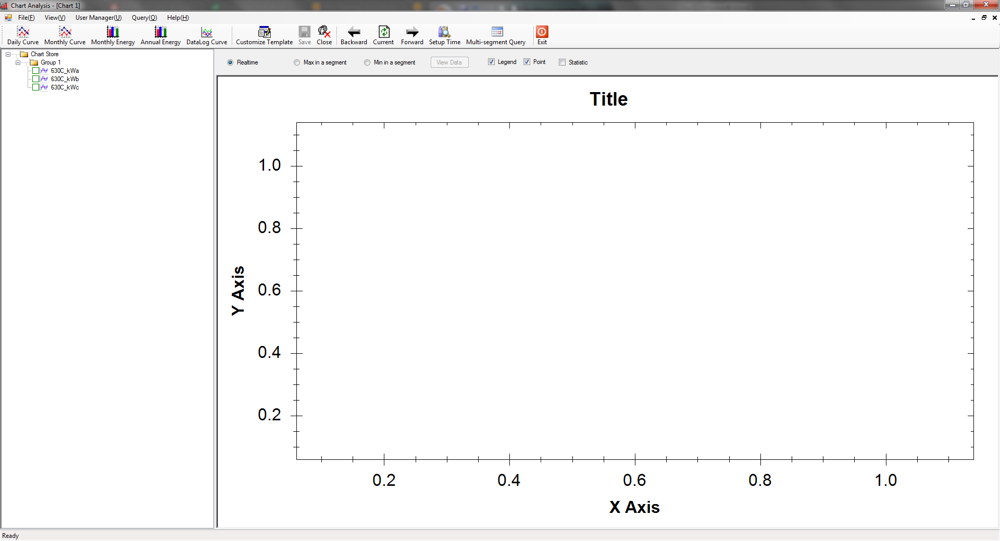 Chart Analysis - [Chart 1]
File(F) View(V) User Manager(U) Query(Q) Help(H)
Daily Curve Monthly Curve Monthly Energy Annual Energy DataLog Curve Customize Template Save Close Backward Current Forward Setup Time Multi-segment Query Exit
Chart Store
Group 1
630C_kWa
630C_kWb
630C_kWc
Realtime Max in a segment Min in a segment View Data Legend Point Statistic
Title
1.0
0.8
0.6
0.4
0.2
Y Axis
0.2 0.4 0.6 0.8 1.0
X Axis
Ready